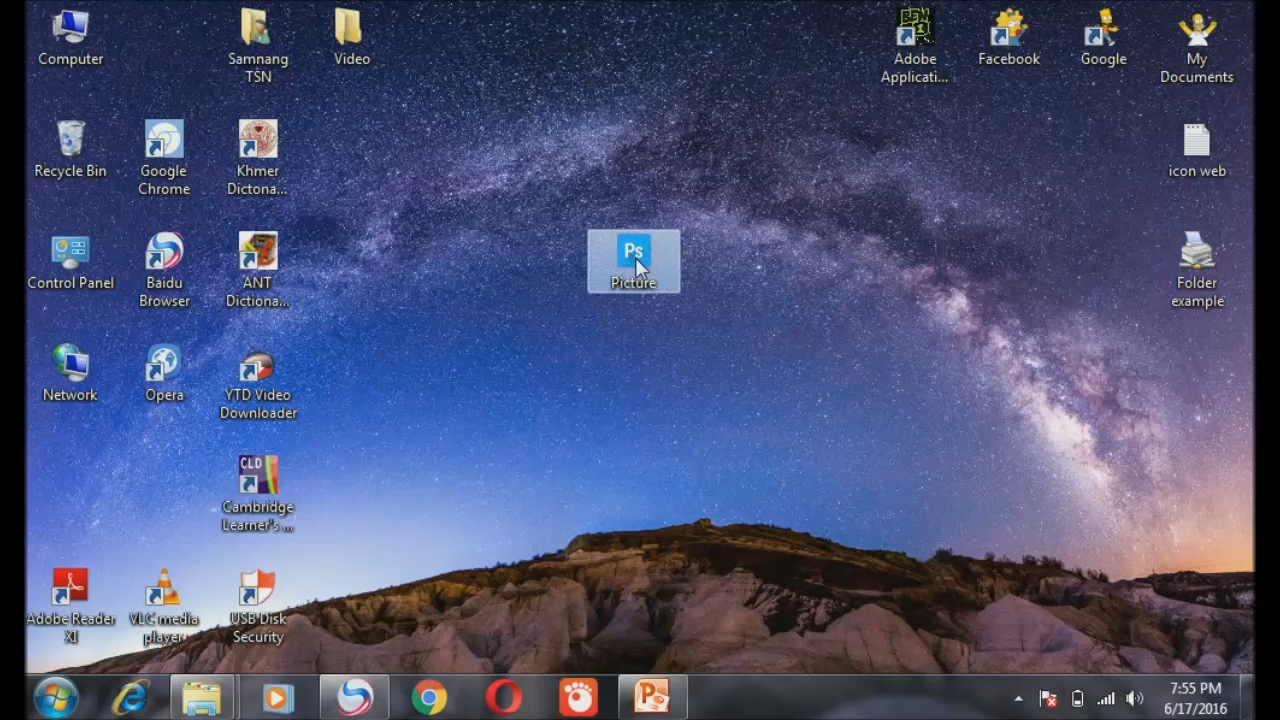 Computer
Samnang
TSN
Video
Adobe
Applicati...
Facebook
Google
My
Documents
Recycle Bin
Google
Chrome
Khmer
Dictona...
icon web
Control Panel
Baidu
Browser
ANT
Dictiona...
Ps
Picture
Folder
example
Network
Opera
YTD Video
Downloader
CLD
Cambridge
Learner's ...
Adobe Reader
XI
VLC media
player
USB Disk
Security
7:55 PM
6/17/2016